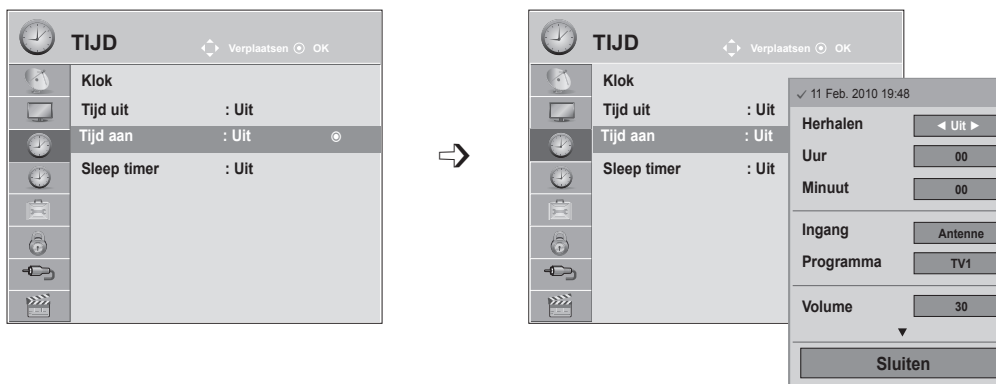 TIJD
Verplaatsen OK
Klok
Tijd uit : Uit
Tijd aan : Uit
Sleep timer : Uit
TIJD
Verplaatsen OK
Klok
Tijd uit : Uit
Tijd aan : Uit
Sleep timer : Uit
✓ 11 Feb. 2010 19:48
Herhalen ◀ Uit ▶
Uur 00
Minuut 00
Ingang Antenne
Programma TV1
Volume 30
▼
Sluiten